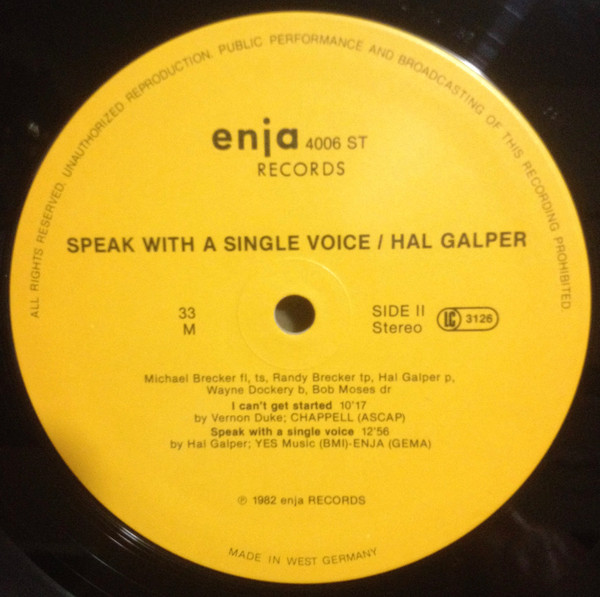 ALL RIGHTS RESERVED. UNAUTHORIZED REPRODUCTION. PUBLIC PERFORMANCE AND BROADCASTING OF THIS RECORDING PROHIBITED
enja 4006 ST
RECORDS
SPEAK WITH A SINGLE VOICE / HAL GALPER
33
M
SIDE II
Stereo
LC 3126
Michael Brecker fl, ts, Randy Brecker tp, Hal Galper p,
Wayne Dockery b, Bob Moses dr
I can't get started 10'17
by Vernon Duke; CHAPPELL (ASCAP)
Speak with a single voice 12'56
by Hal Galper; YES Music (BMI)-ENJA (GEMA)
℗ 1982 enja RECORDS
MADE IN WEST GERMANY